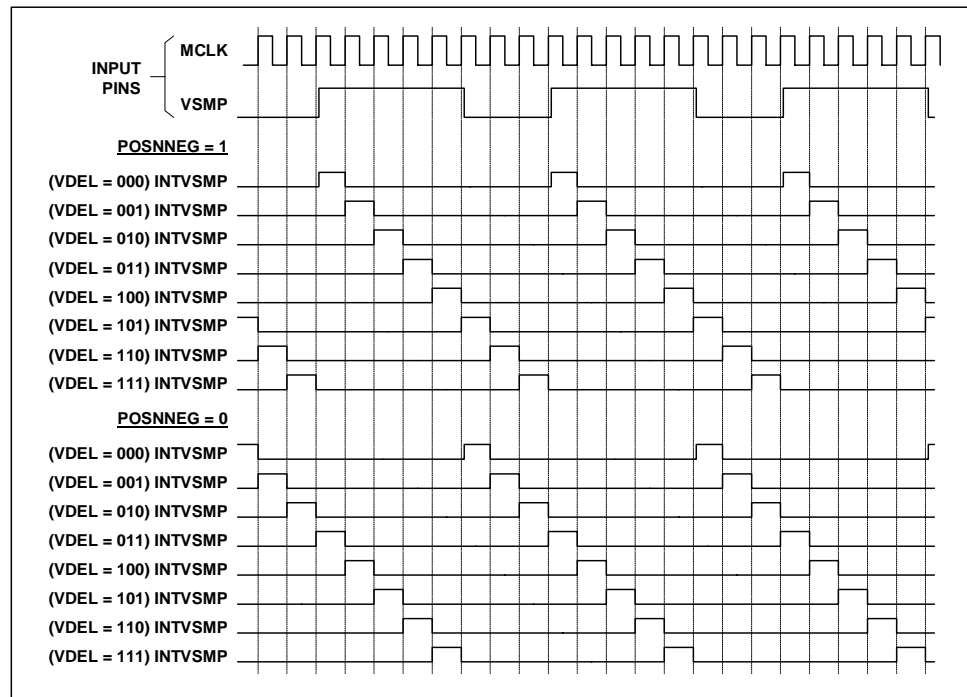 MCLK
INPUT
PINS
VSMP
POSNNEG = 1
(VDEL = 000) INTVSMP
(VDEL = 001) INTVSMP
(VDEL = 010) INTVSMP
(VDEL = 011) INTVSMP
(VDEL = 100) INTVSMP
(VDEL = 101) INTVSMP
(VDEL = 110) INTVSMP
(VDEL = 111) INTVSMP
POSNNEG = 0
(VDEL = 000) INTVSMP
(VDEL = 001) INTVSMP
(VDEL = 010) INTVSMP
(VDEL = 011) INTVSMP
(VDEL = 100) INTVSMP
(VDEL = 101) INTVSMP
(VDEL = 110) INTVSMP
(VDEL = 111) INTVSMP